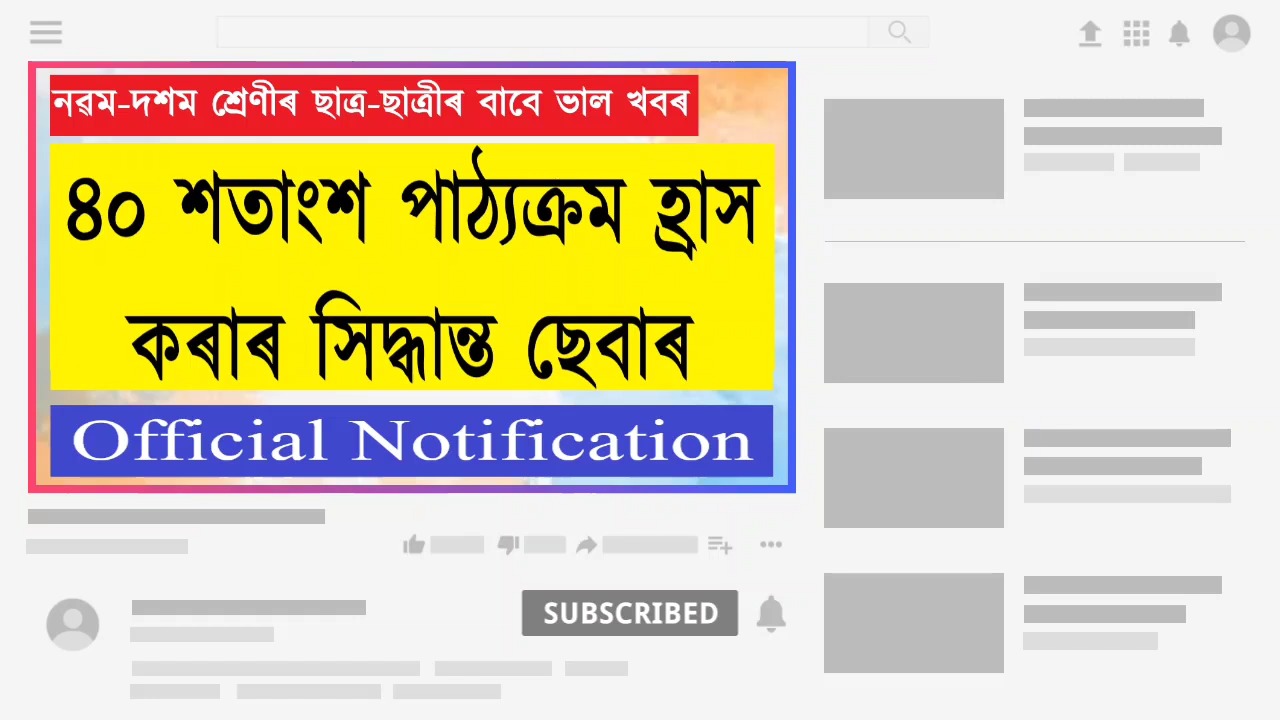 নৱম-দশম শ্ৰেণীৰ ছাত্ৰ-ছাত্ৰীৰ বাবে ভাল খবৰ
৪০ শতাংশ পাঠ্যক্ৰম হ্ৰাস
কৰাৰ সিদ্ধান্ত ছেবাৰ
Official Notification
SUBSCRIBED